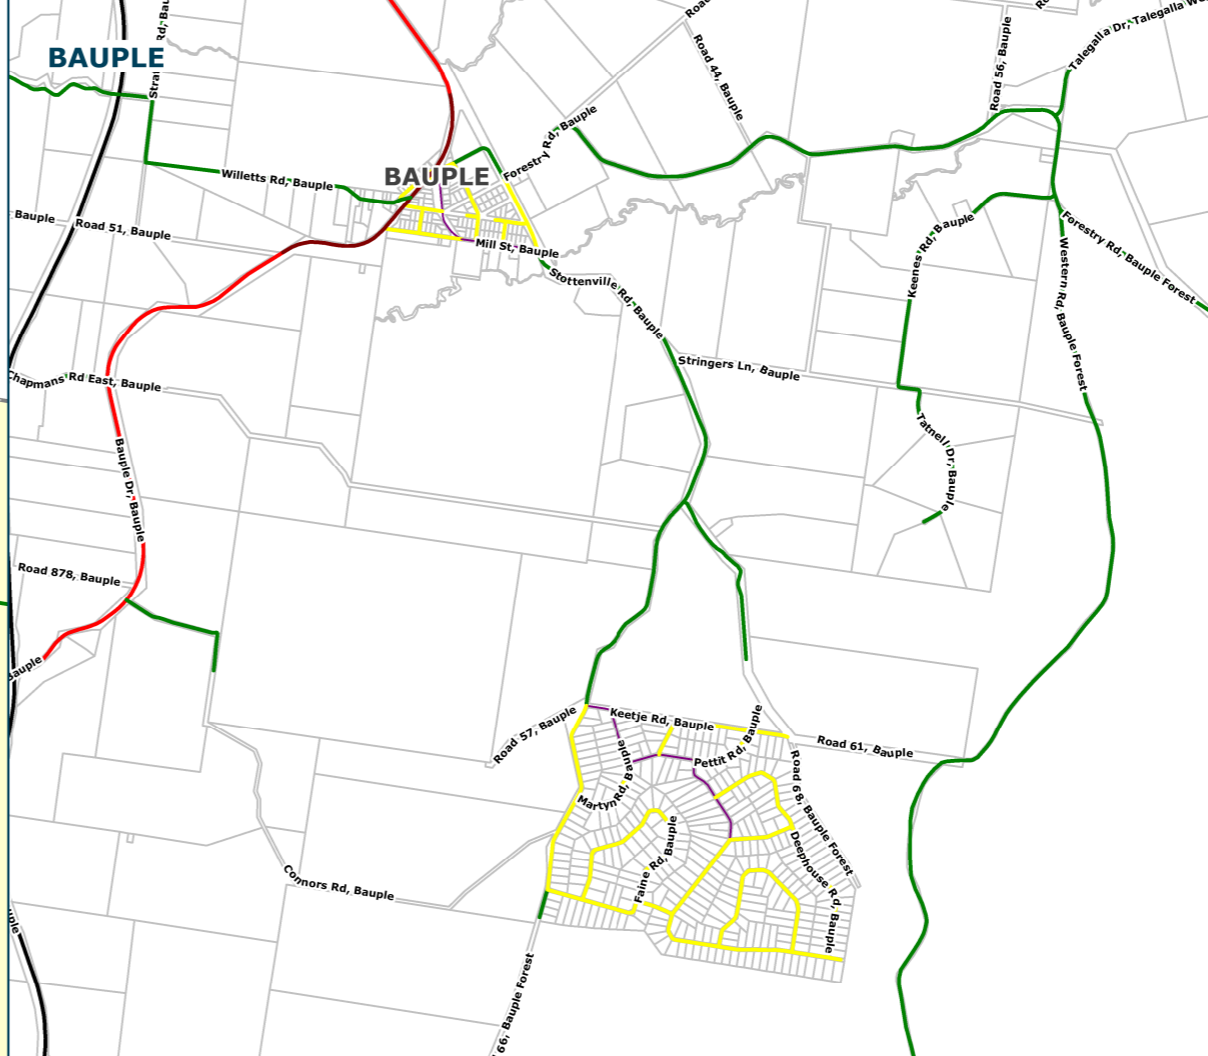 Road
BAUPLE
Road 44, Bauple
Road 56, Bauple
Talegalla Dr, Talegalla
Forestry Rd, Bauple
BAUPLE
Willetts Rd, Bauple
Bauple
Road 51, Bauple
Mill St, Bauple
Stottenville Rd, Bauple
Keenes Rd, Bauple
Forestry Rd, Bauple Forest
Western Rd, Bauple Forest
Stringers Ln, Bauple
Chapmans Rd East, Bauple
Bauple Dr, Bauple
Tatnell Dr, Bauple
Road 878, Bauple
Bauple
Road 57, Bauple
Keetje Rd, Bauple
Pettit Rd, Bauple
Road 61, Bauple
Martyn Rd, Bauple
Road 68, Bauple Forest
Faine Rd, Bauple
Deephouse Rd, Bauple
Connors Rd, Bauple
66, Bauple Forest